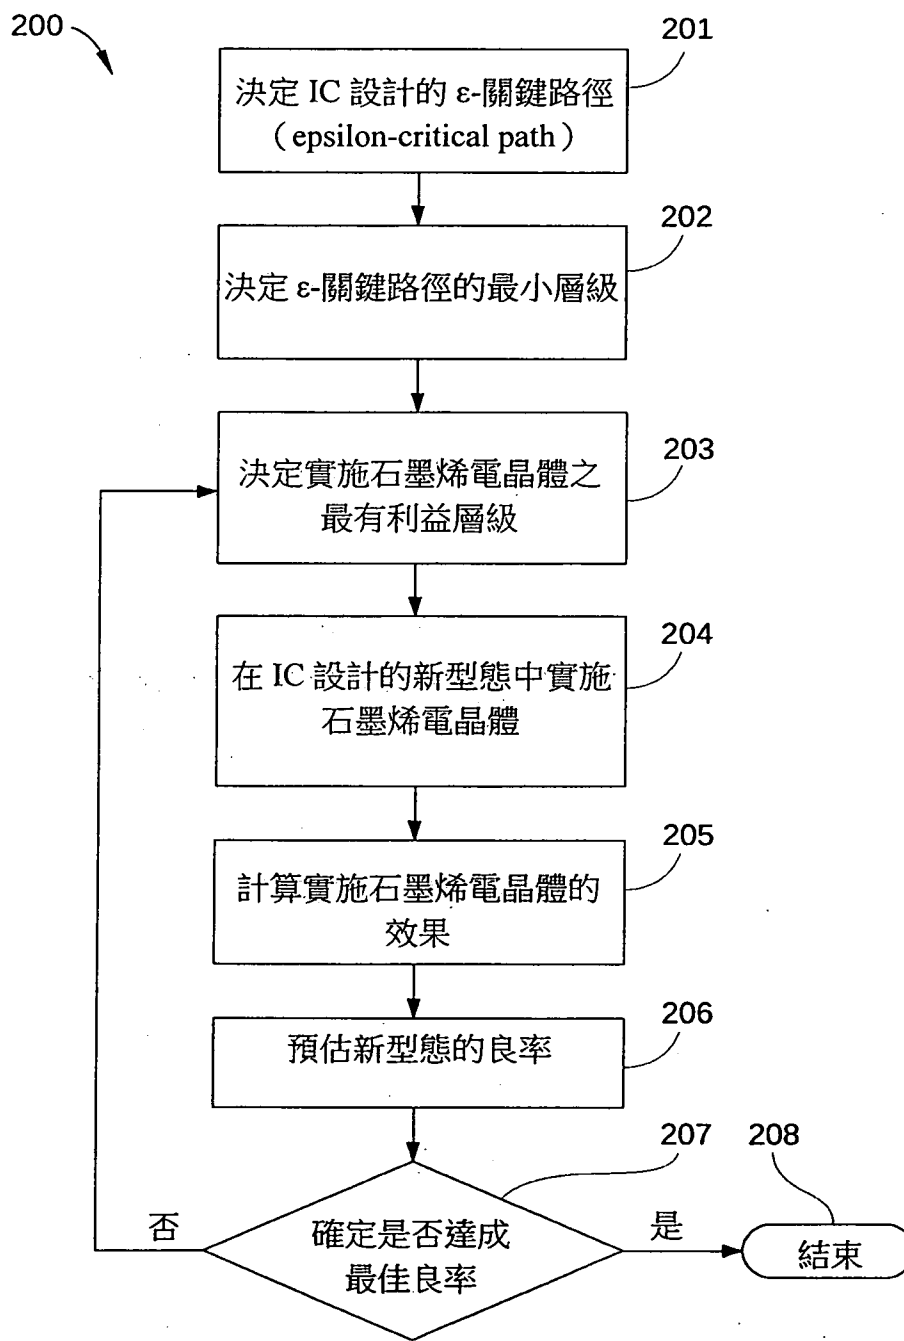 200
201
決定 IC 設計的 ε-關鍵路徑
（epsilon-critical path）
202
決定 ε-關鍵路徑的最小層級
203
決定實施石墨烯電晶體之
最有利益層級
204
在 IC 設計的新型態中實施
石墨烯電晶體
205
計算實施石墨烯電晶體的
效果
206
預估新型態的良率
207
208
否
確定是否達成
最佳良率
是
結束